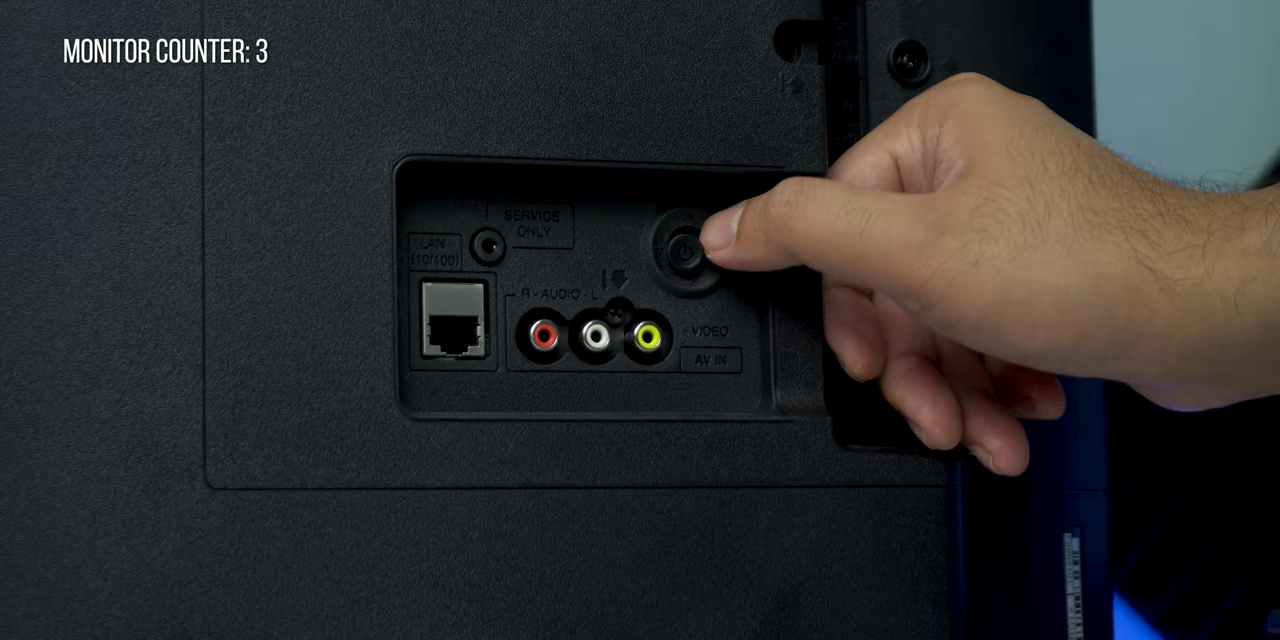 MONITOR COUNTER: 3
SERVICE
ONLY
LAN
(10/100)
R - AUDIO - L
- VIDEO
AV IN